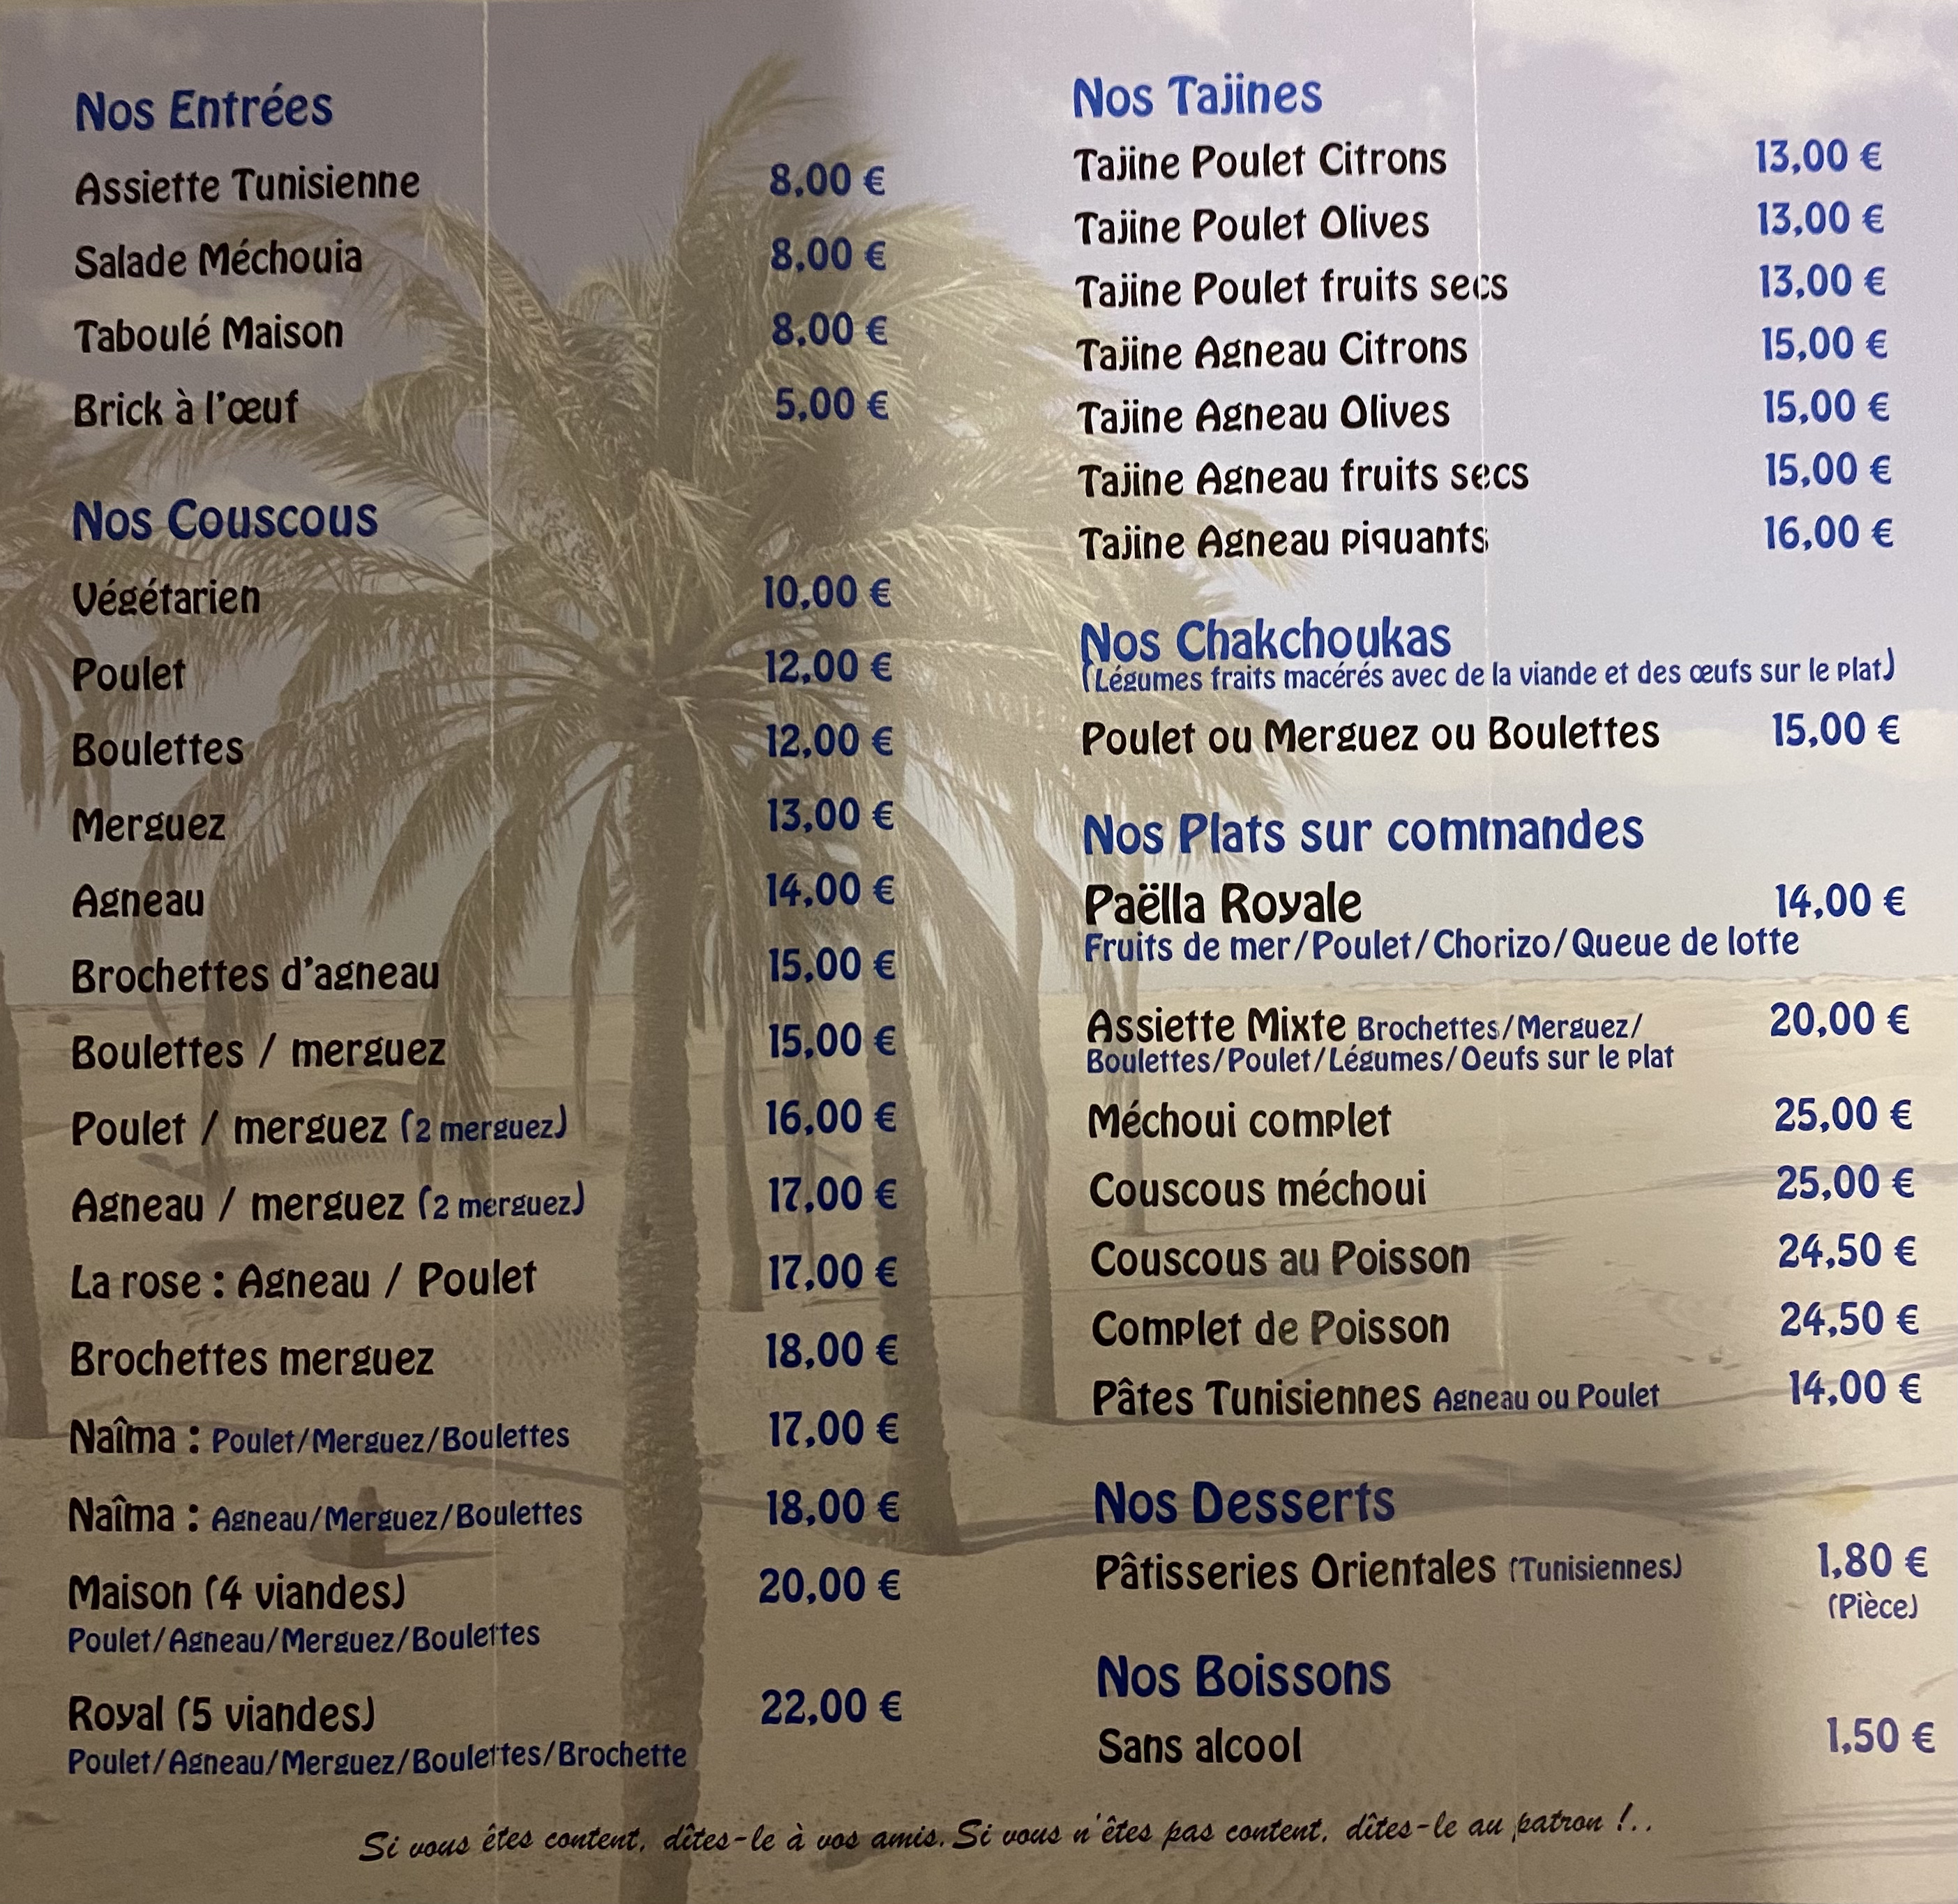 Nos Entrées
Assiette Tunisienne 8,00 €
Salade Méchouia 8,00 €
Taboulé Maison 8,00 €
Brick à l'œuf 5,00 €
Nos Couscous
Végétarien 10,00 €
Poulet 12,00 €
Boulettes 12,00 €
Merguez 13,00 €
Agneau 14,00 €
Brochettes d'agneau 15,00 €
Boulettes / merguez 15,00 €
Poulet / merguez (2 merguez) 16,00 €
Agneau / merguez (2 merguez) 17,00 €
La rose : Agneau / Poulet 17,00 €
Brochettes merguez 18,00 €
Naîma : Poulet/Merguez/Boulettes 17,00 €
Naîma : Agneau/Merguez/Boulettes 18,00 €
Maison (4 viandes) 20,00 €
Poulet/Agneau/Merguez/Boulettes
Royal (5 viandes) 22,00 €
Poulet/Agneau/Merguez/Boulettes/Brochette
Nos Tajines
Tajine Poulet Citrons 13,00 €
Tajine Poulet Olives 13,00 €
Tajine Poulet fruits secs 13,00 €
Tajine Agneau Citrons 15,00 €
Tajine Agneau Olives 15,00 €
Tajine Agneau fruits secs 15,00 €
Tajine Agneau piquants 16,00 €
Nos Chakchoukas
(Légumes fraits macérés avec de la viande et des œufs sur le plat)
Poulet ou Merguez ou Boulettes 15,00 €
Nos Plats sur commandes
Paëlla Royale 14,00 €
Fruits de mer/Poulet/Chorizo/Queue de lotte
Assiette Mixte Brochettes/Merguez/ 20,00 €
Boulettes/Poulet/Légumes/Oeufs sur le plat
Méchoui complet 25,00 €
Couscous méchoui 25,00 €
Couscous au Poisson 24,50 €
Complet de Poisson 24,50 €
Pâtes Tunisiennes Agneau ou Poulet 14,00 €
Nos Desserts
Pâtisseries Orientales (Tunisiennes) 1,80 €
(Pièce)
Nos Boissons
Sans alcool 1,50 €
Si vous êtes content, dîtes-le à vos amis. Si vous n'êtes pas content, dîtes-le au patron !..